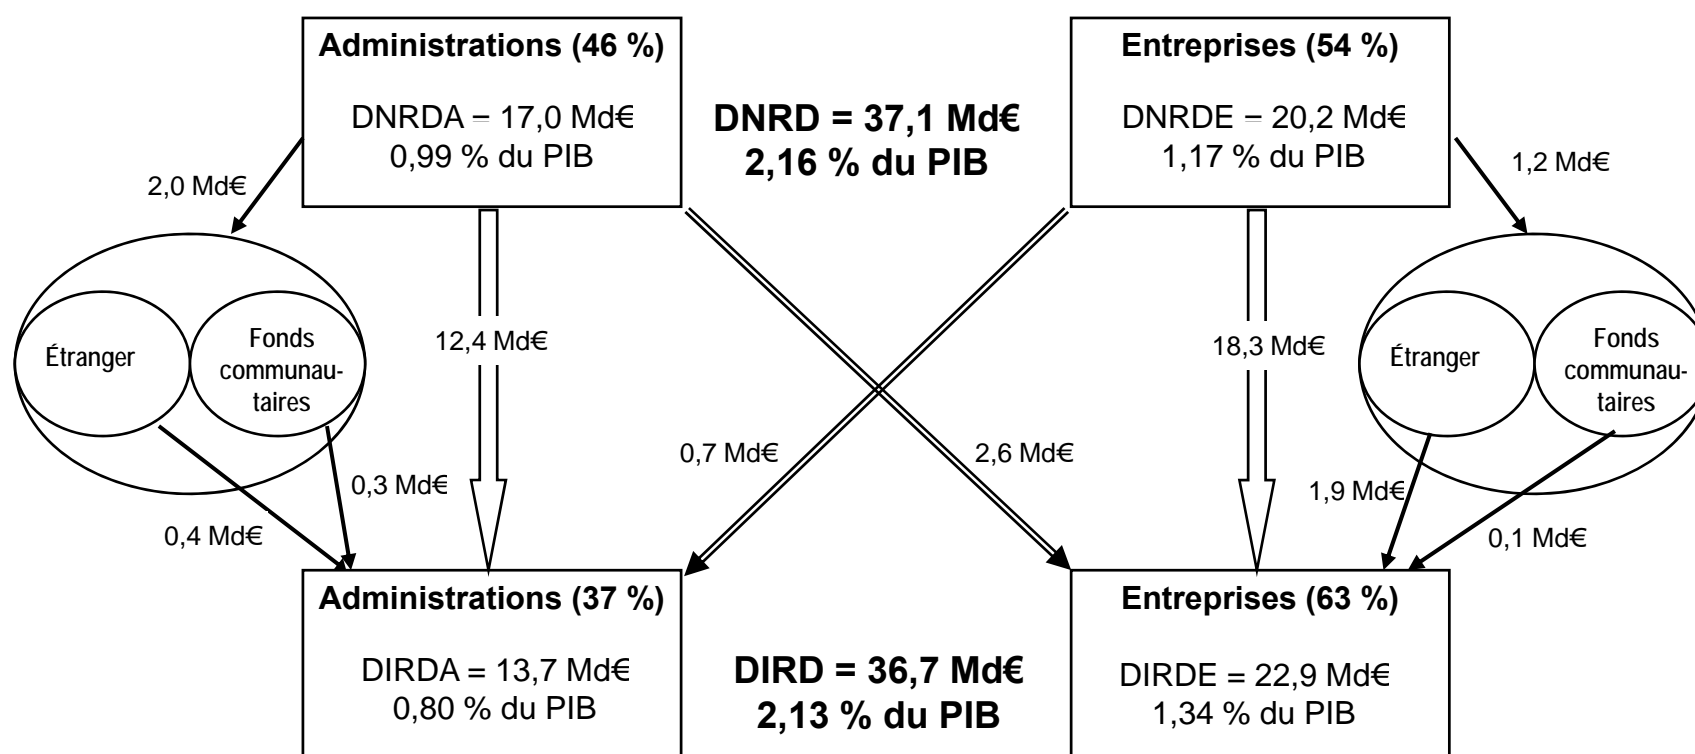 Administrations (46 %)
DNRDA = 17,0 Md€
0,99 % du PIB
DNRD = 37,1 Md€
2,16 % du PIB
Entreprises (54 %)
DNRDE = 20,2 Md€
1,17 % du PIB
2,0 Md€
1,2 Md€
Étranger
Fonds
communau-
taires
12,4 Md€
18,3 Md€
Étranger
Fonds
communau-
taires
0,7 Md€
2,6 Md€
0,3 Md€
0,4 Md€
1,9 Md€
0,1 Md€
Administrations (37 %)
DIRDA = 13,7 Md€
0,80 % du PIB
DIRD = 36,7 Md€
2,13 % du PIB
Entreprises (63 %)
DIRDE = 22,9 Md€
1,34 % du PIB